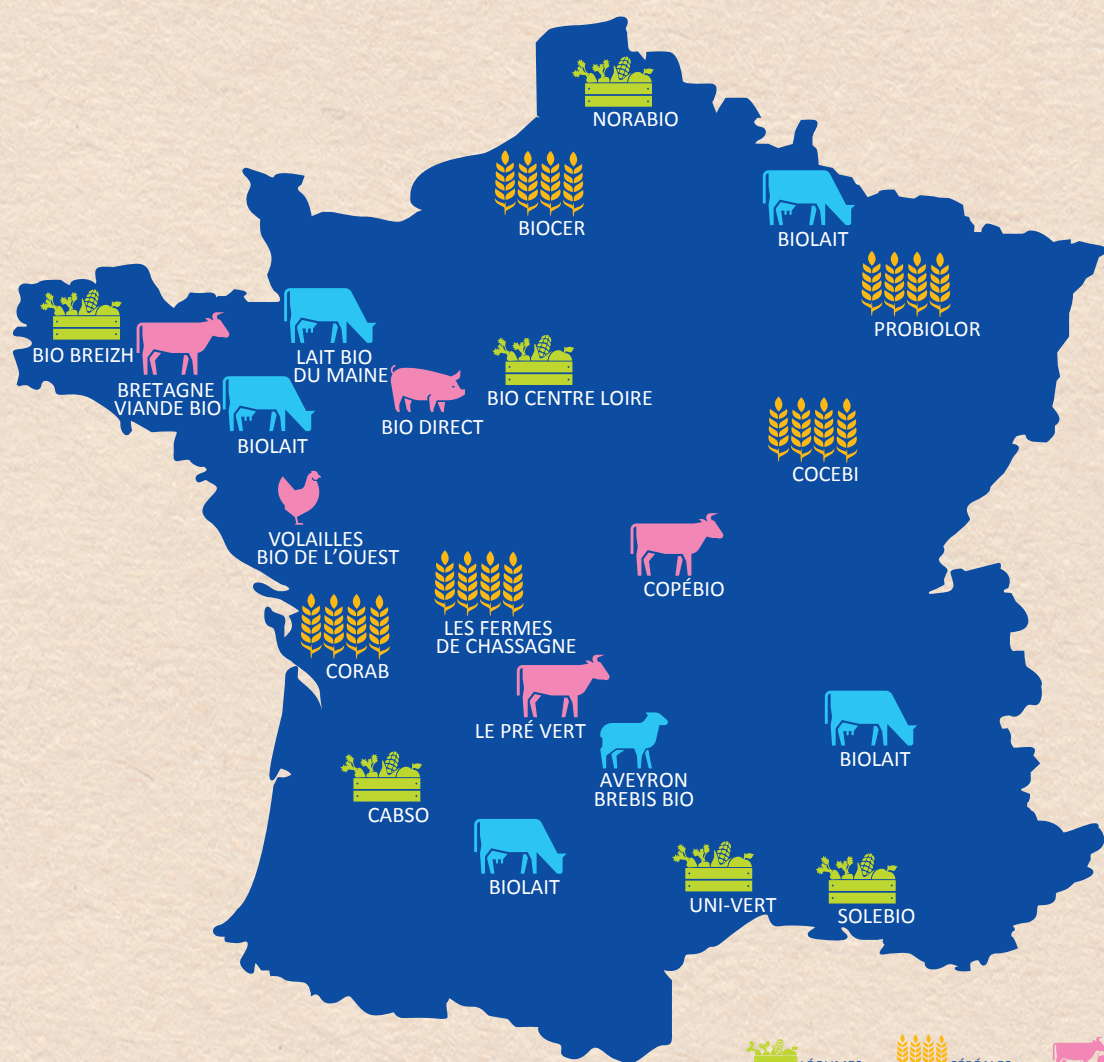 NORABIO
BIOCER
BIOLAIT
PROBIOLOR
BIO BREIZH
BRETAGNE
VIANDE BIO
LAIT BIO
DU MAINE
BIOLAIT
BIO DIRECT
BIO CENTRE LOIRE
COCEBI
VOLAILLES
BIO DE L'OUEST
COPÉBIO
LES FERMES
DE CHASSAGNE
CORAB
LE PRÉ VERT
AVEYRON
BREBIS BIO
BIOLAIT
CABSO
BIOLAIT
UNI-VERT
SOLEBIO